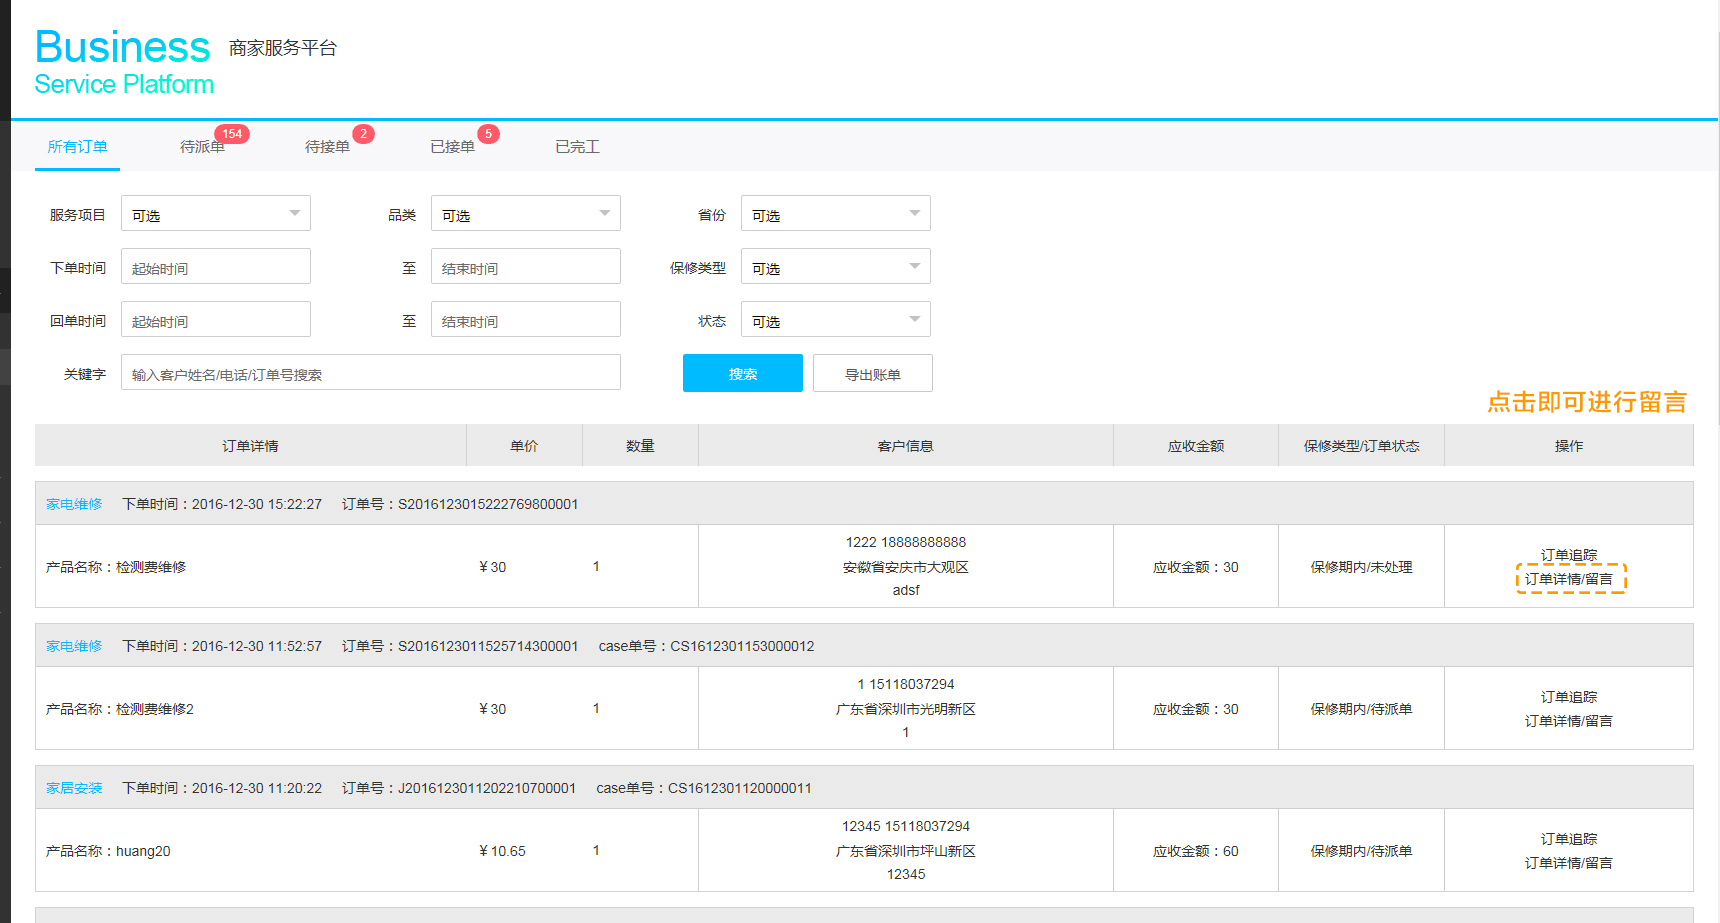 Business 商家服务平台
Service Platform
所有订单 待派单 154 待接单 2 已接单 5 已完工
服务项目 可选 品类 可选 省份 可选
下单时间 起始时间 至 结束时间 保修类型 可选
回单时间 起始时间 至 结束时间 状态 可选
关键字 输入客户姓名/电话/订单号搜索 搜索 导出账单
点击即可进行留言
订单详情 单价 数量 客户信息 应收金额 保修类型/订单状态 操作
家电维修 下单时间：2016-12-30 15:22:27 订单号：S2016123015222769800001
产品名称：检测费维修 ¥ 30 1
1222 18888888888
安徽省安庆市大观区
adsf
应收金额：30 保修期内/未处理
订单追踪
订单详情/留言
家电维修 下单时间：2016-12-30 11:52:57 订单号：S2016123011525714300001 case单号：CS1612301153000012
产品名称：检测费维修2 ¥ 30 1
1 15118037294
广东省深圳市光明新区
1
应收金额：30 保修期内/待派单
订单追踪
订单详情/留言
家居安装 下单时间：2016-12-30 11:20:22 订单号：J2016123011202210700001 case单号：CS1612301120000011
产品名称：huang20 ¥ 10.65 1
12345 15118037294
广东省深圳市坪山新区
12345
应收金额：60 保修期内/待派单
订单追踪
订单详情/留言